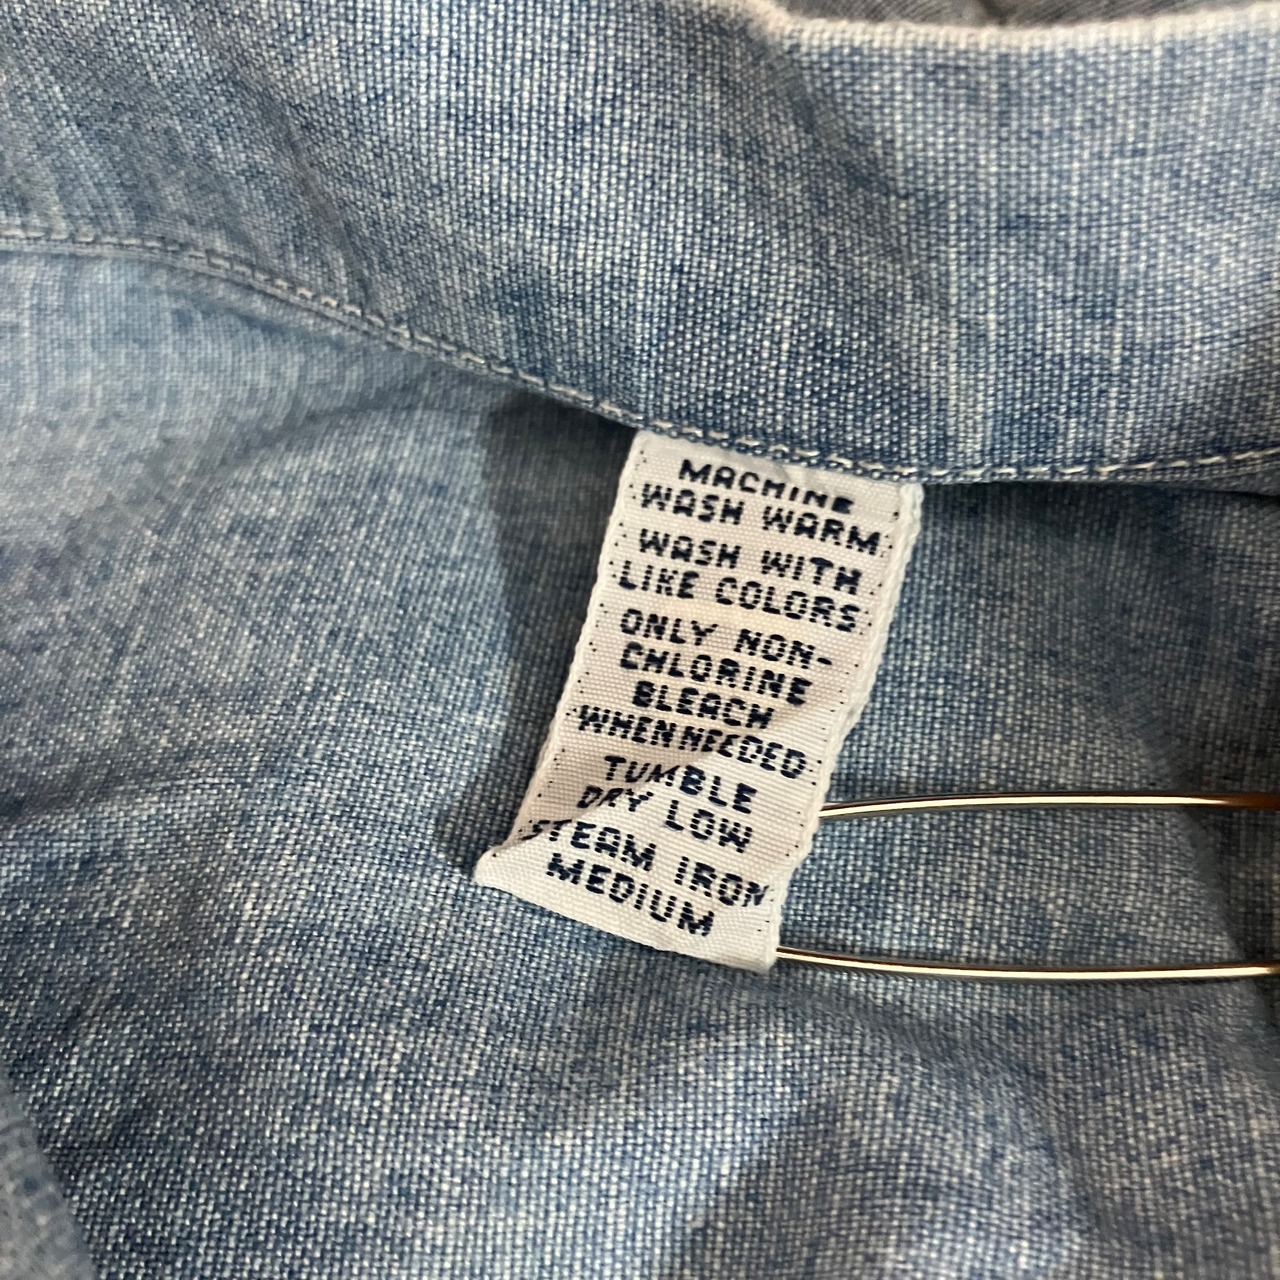 MACHINE
WASH WARM
WASH WITH
LIKE COLORS
ONLY NON-
CHLORINE
BLEACH
WHEN NEEDED
TUMBLE
DRY LOW
STEAM IRON
MEDIUM